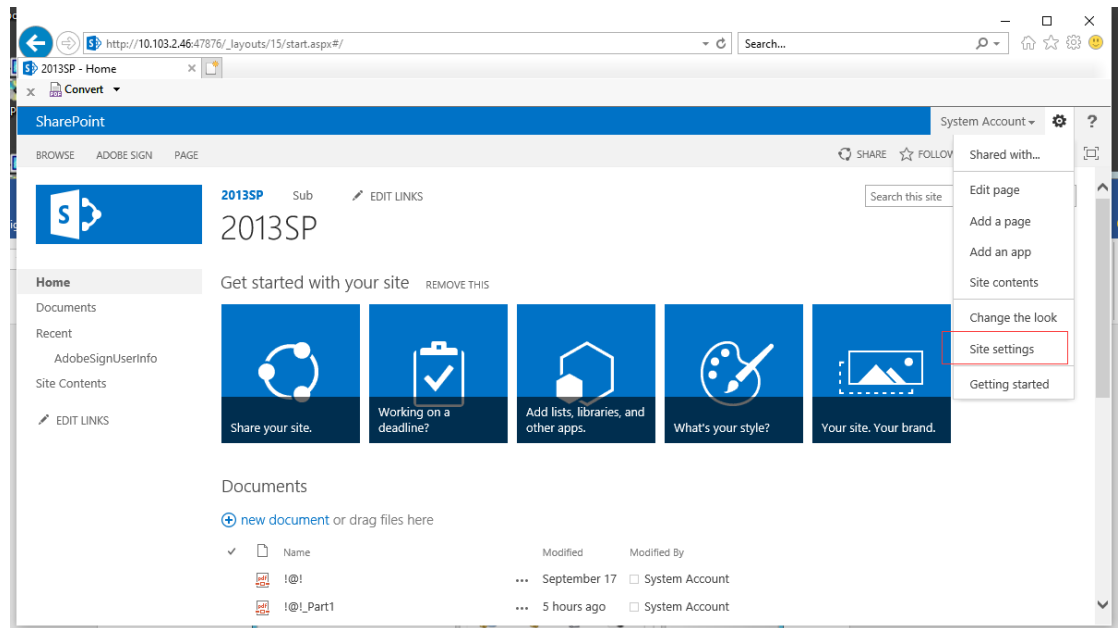 http://10.103.2.46:47876/_layouts/15/start.aspx#/
Search...
2013SP - Home
x Convert
SharePoint
System Account
?
BROWSE ADOBE SIGN PAGE
SHARE FOLLOW
Shared with...
Edit page
Add a page
Add an app
Site contents
Change the look
Site settings
Getting started
S
2013SP Sub EDIT LINKS
Search this site
2013SP
Home
Documents
Recent
AdobeSignUserInfo
Site Contents
EDIT LINKS
Get started with your site REMOVE THIS
Share your site.
Working on a
deadline?
Add lists, libraries, and
other apps.
What's your style?
Your site. Your brand.
Documents
new document or drag files here
Name Modified Modified By
!@! ... September 17 System Account
!@!_Part1 ... 5 hours ago System Account